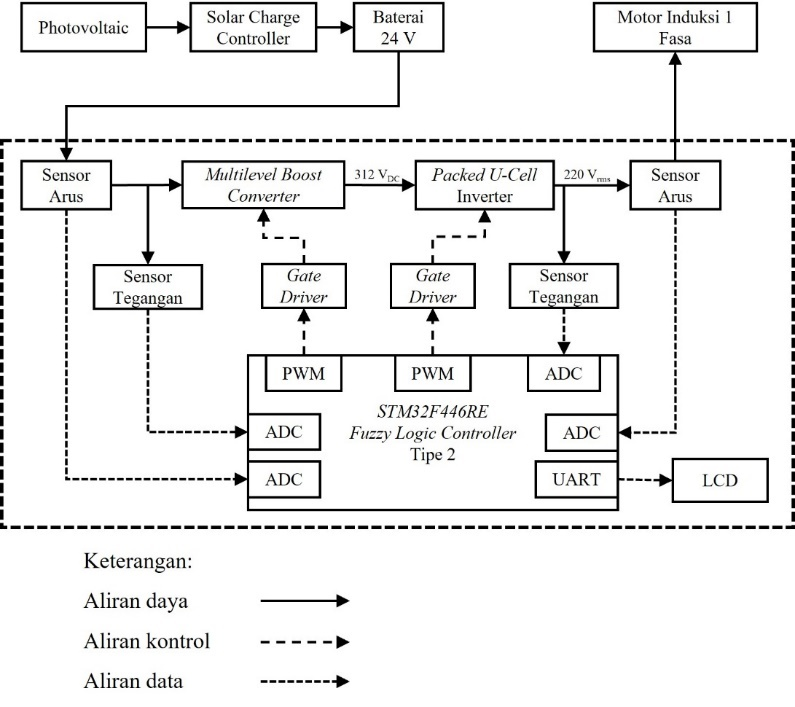 Photovoltaic
Solar Charge
Controller
Baterai
24 V
Motor Induksi 1
Fasa
Sensor
Arus
Multilevel Boost
Converter
312 V_DC
Packed U-Cell
Inverter
220 V_rms
Sensor
Arus
Sensor
Tegangan
Gate
Driver
Gate
Driver
Sensor
Tegangan
PWM
PWM
ADC
STM32F446RE
Fuzzy Logic Controller
Tipe 2
ADC
ADC
ADC
UART
LCD
Keterangan:
Aliran daya
Aliran kontrol
Aliran data